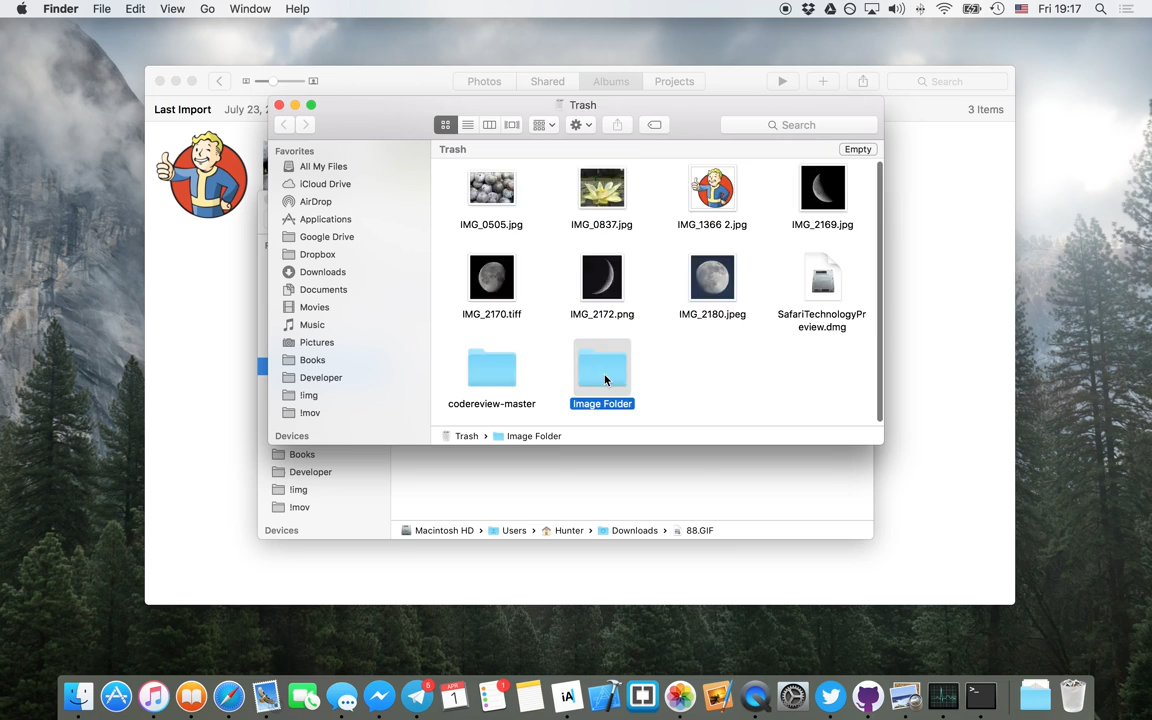 Finder File Edit View Go Window Help Fri 19:17
Photos Shared Albums Projects Search
Last Import July 23, 3 Items
Trash
Search
Favorites
All My Files
iCloud Drive
AirDrop
Applications
Google Drive
Dropbox
Downloads
Documents
Movies
Music
Pictures
Books
Developer
!img
!mov
Devices
Trash Empty
IMG_0505.jpg IMG_0837.jpg IMG_1366 2.jpg IMG_2169.jpg
IMG_2170.tiff IMG_2172.png IMG_2180.jpeg SafariTechnologyPr
eview.dmg
codereview-master Image Folder
Trash › Image Folder
Books
Developer
!img
!mov
Devices
Macintosh HD › Users › Hunter › Downloads › 88.GIF
5
APR
1
1